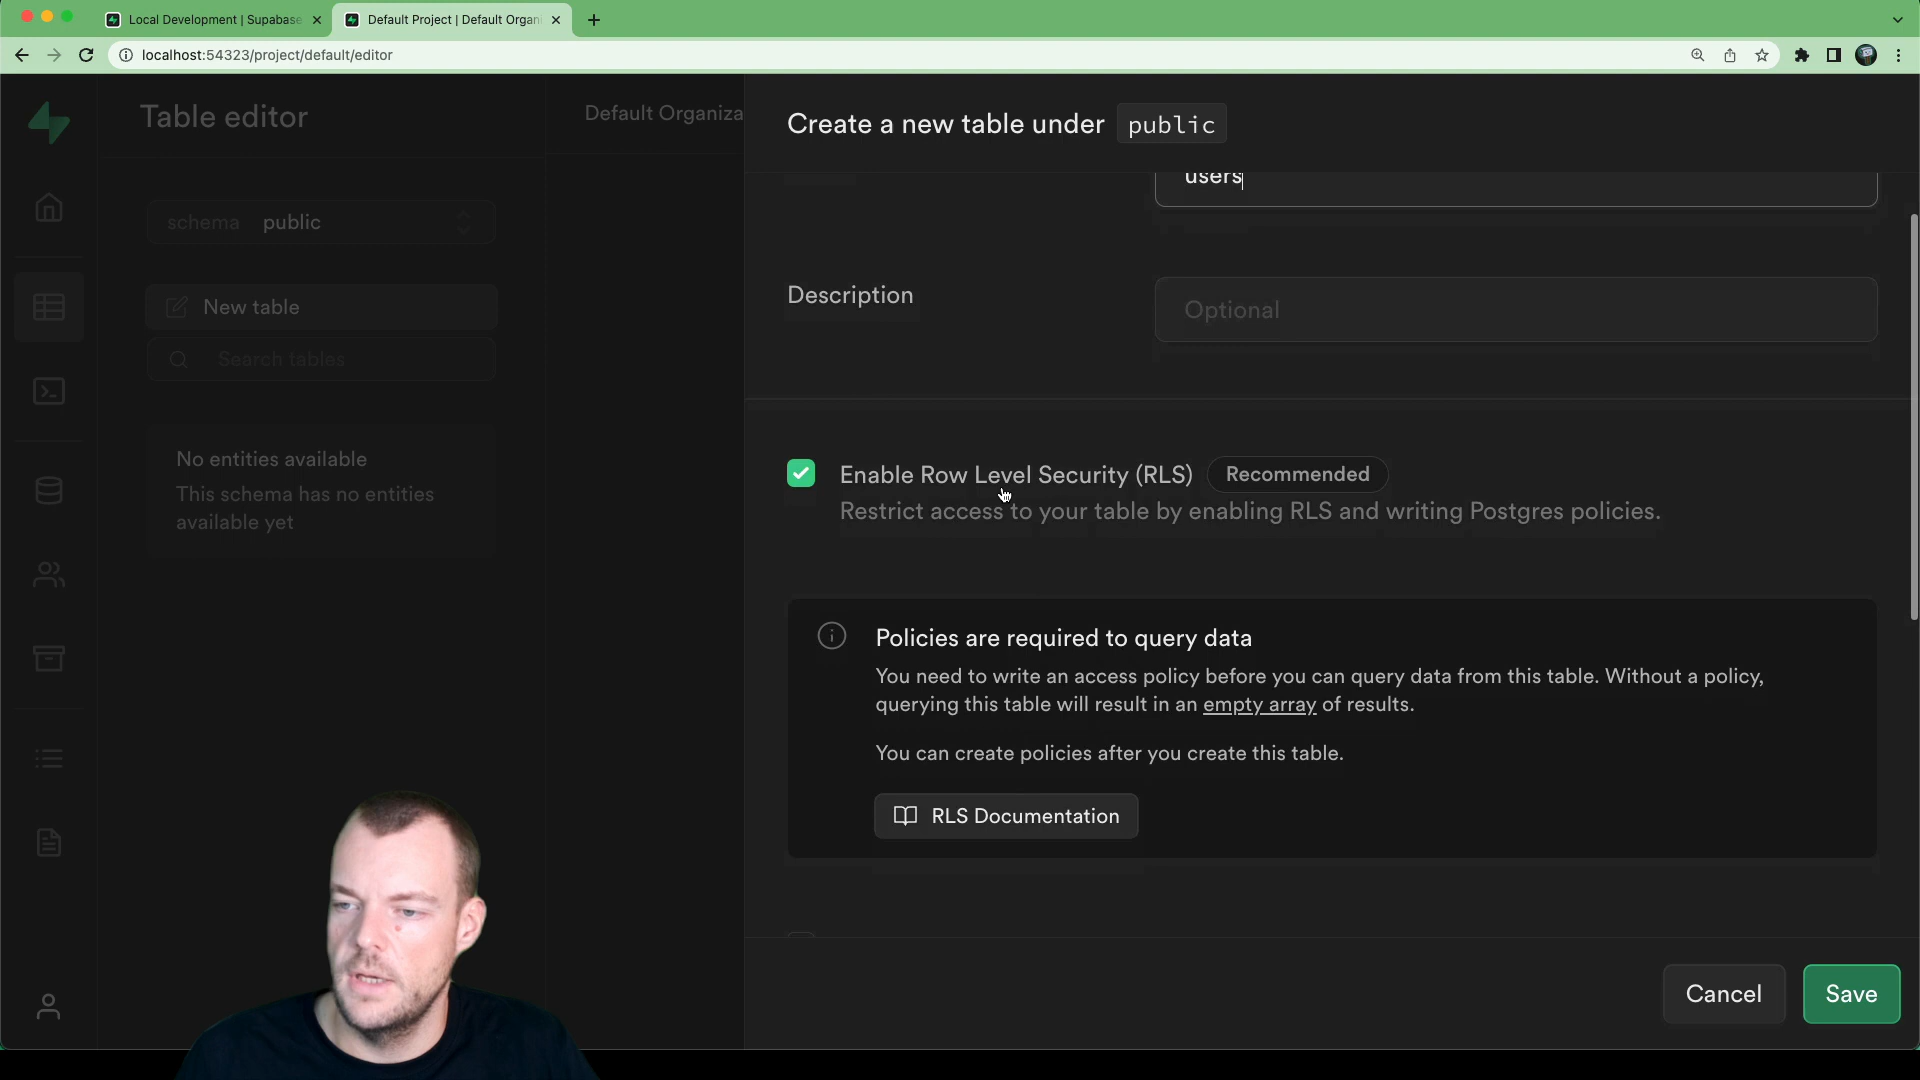 Local Development | Supabase
Default Project | Default Organi
localhost:54323/project/default/editor
Table editor
Default Organiza
Create a new table under public
users
schema public
Description
Optional
New table
Search tables
No entities available
This schema has no entities
available yet
Enable Row Level Security (RLS) Recommended
Restrict access to your table by enabling RLS and writing Postgres policies.
Policies are required to query data
You need to write an access policy before you can query data from this table. Without a policy,
querying this table will result in an empty array of results.
You can create policies after you create this table.
RLS Documentation
Cancel
Save